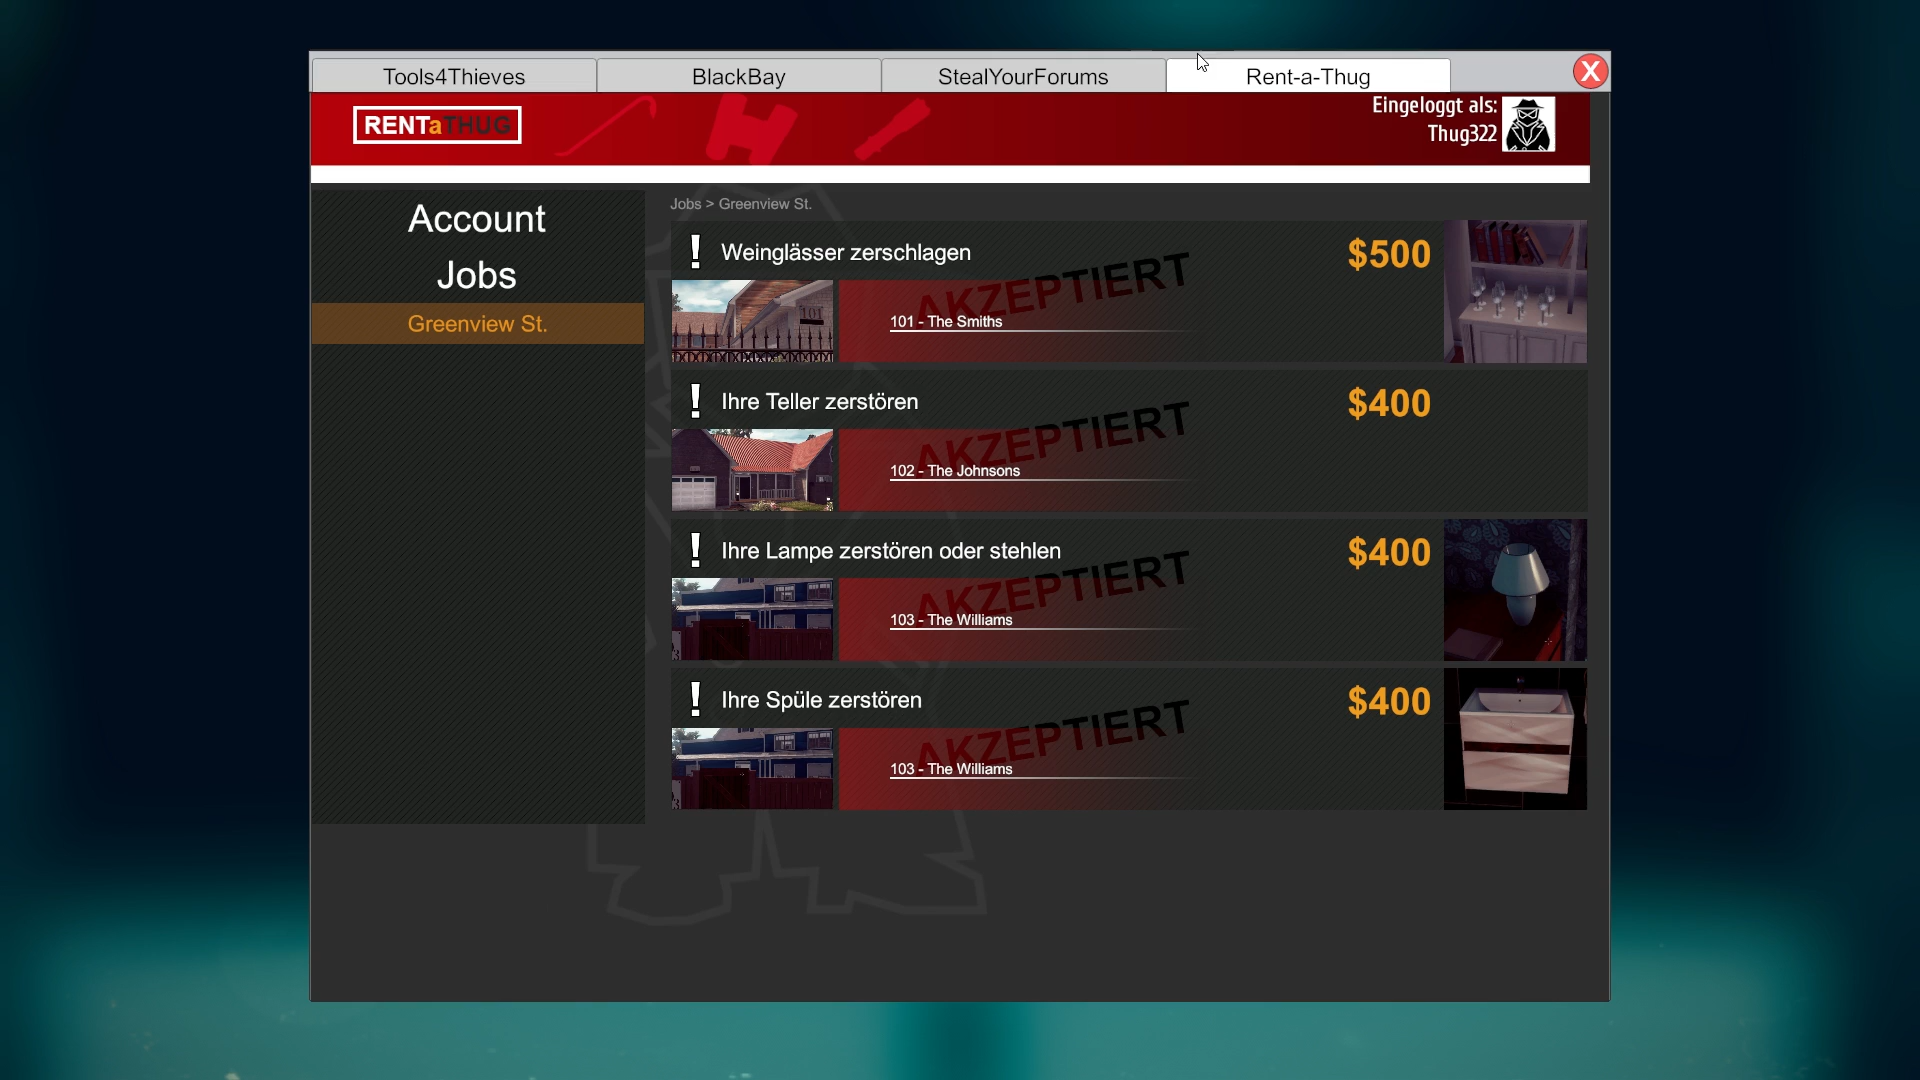 Tools4Thieves
BlackBay
StealYourForums
Rent-a-Thug
X
RENTaTHUG
Eingeloggt als:
Thug322
Account
Jobs
Greenview St.
Jobs > Greenview St.
! Weinglässer zerschlagen
$500
AKZEPTIERT
101
101 - The Smiths
! Ihre Teller zerstören
$400
AKZEPTIERT
102 - The Johnsons
! Ihre Lampe zerstören oder stehlen
$400
AKZEPTIERT
103 - The Williams
! Ihre Spüle zerstören
$400
AKZEPTIERT
103 - The Williams